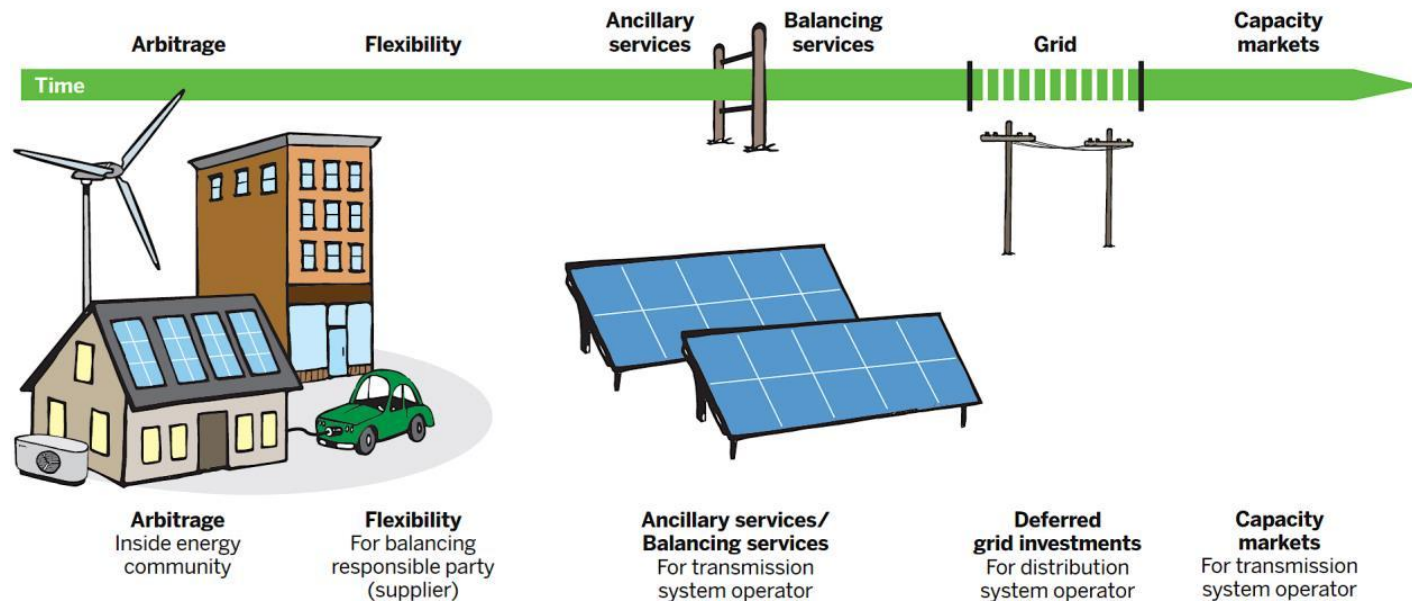 Arbitrage
Flexibility
Ancillary
services
Balancing
services
Grid
Capacity
markets
Time
Arbitrage
Inside energy
community
Flexibility
For balancing
responsible party
(supplier)
Ancillary services/
Balancing services
For transmission
system operator
Deferred
grid investments
For distribution
system operator
Capacity
markets
For transmission
system operator